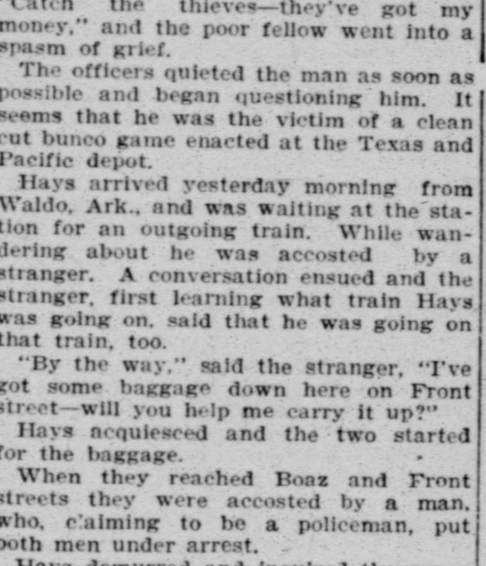 "Catch the thieves—they've got my
money," and the poor fellow went into a
spasm of grief.
The officers quieted the man as soon as
possible and began questioning him. It
seems that he was the victim of a clean
cut bunco game enacted at the Texas and
Pacific depot.
Hays arrived yesterday morning from
Waldo, Ark., and was waiting at the sta-
tion for an outgoing train. While wan-
dering about he was accosted by a
stranger. A conversation ensued and the
stranger, first learning what train Hays
was going on, said that he was going on
that train, too.
"By the way," said the stranger, "I've
got some baggage down here on Front
street—will you help me carry it up?"
Hays acquiesced and the two started
for the baggage.
When they reached Boaz and Front
streets they were accosted by a man,
who, claiming to be a policeman, put
both men under arrest.
Hays demurred and